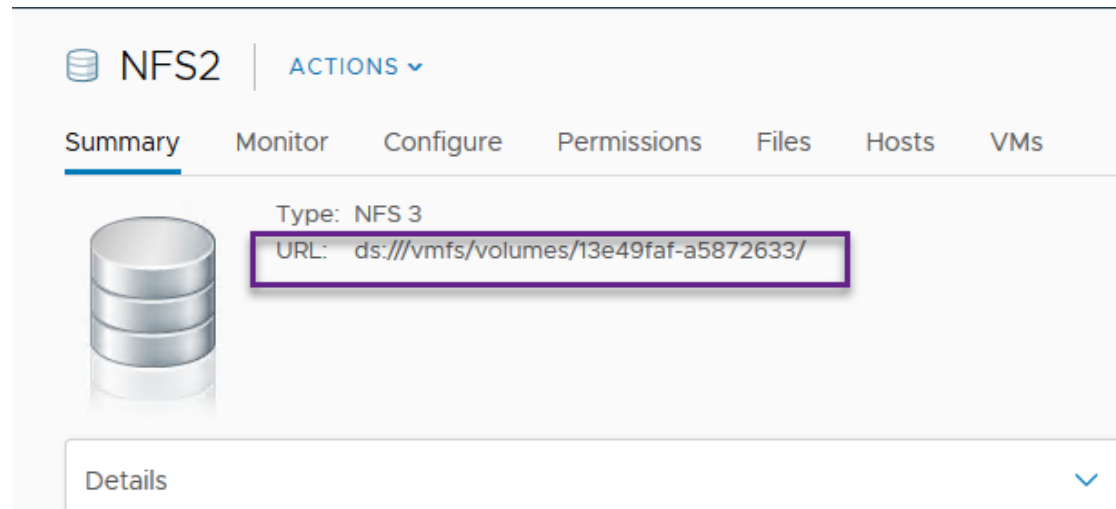 NFS2 ACTIONS
Summary Monitor Configure Permissions Files Hosts VMs
Type: NFS 3
URL: ds:///vmfs/volumes/13e49faf-a5872633/
Details